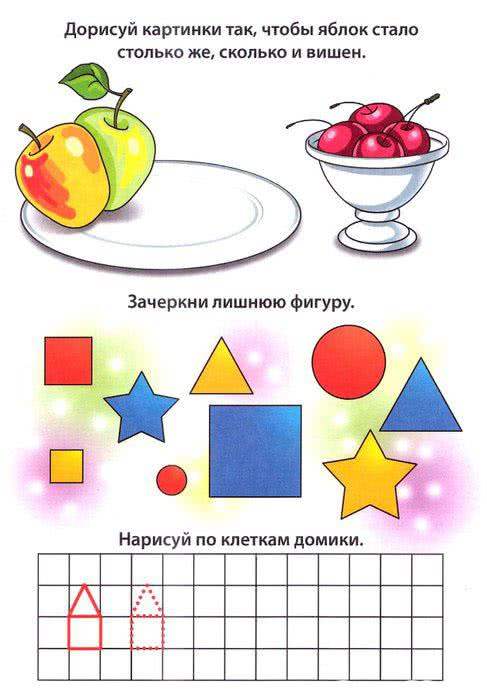 Дорисуй картинки так, чтобы яблок стало
столько же, сколько и вишен.
Зачеркни лишнюю фигуру.
Нарисуй по клеткам домики.